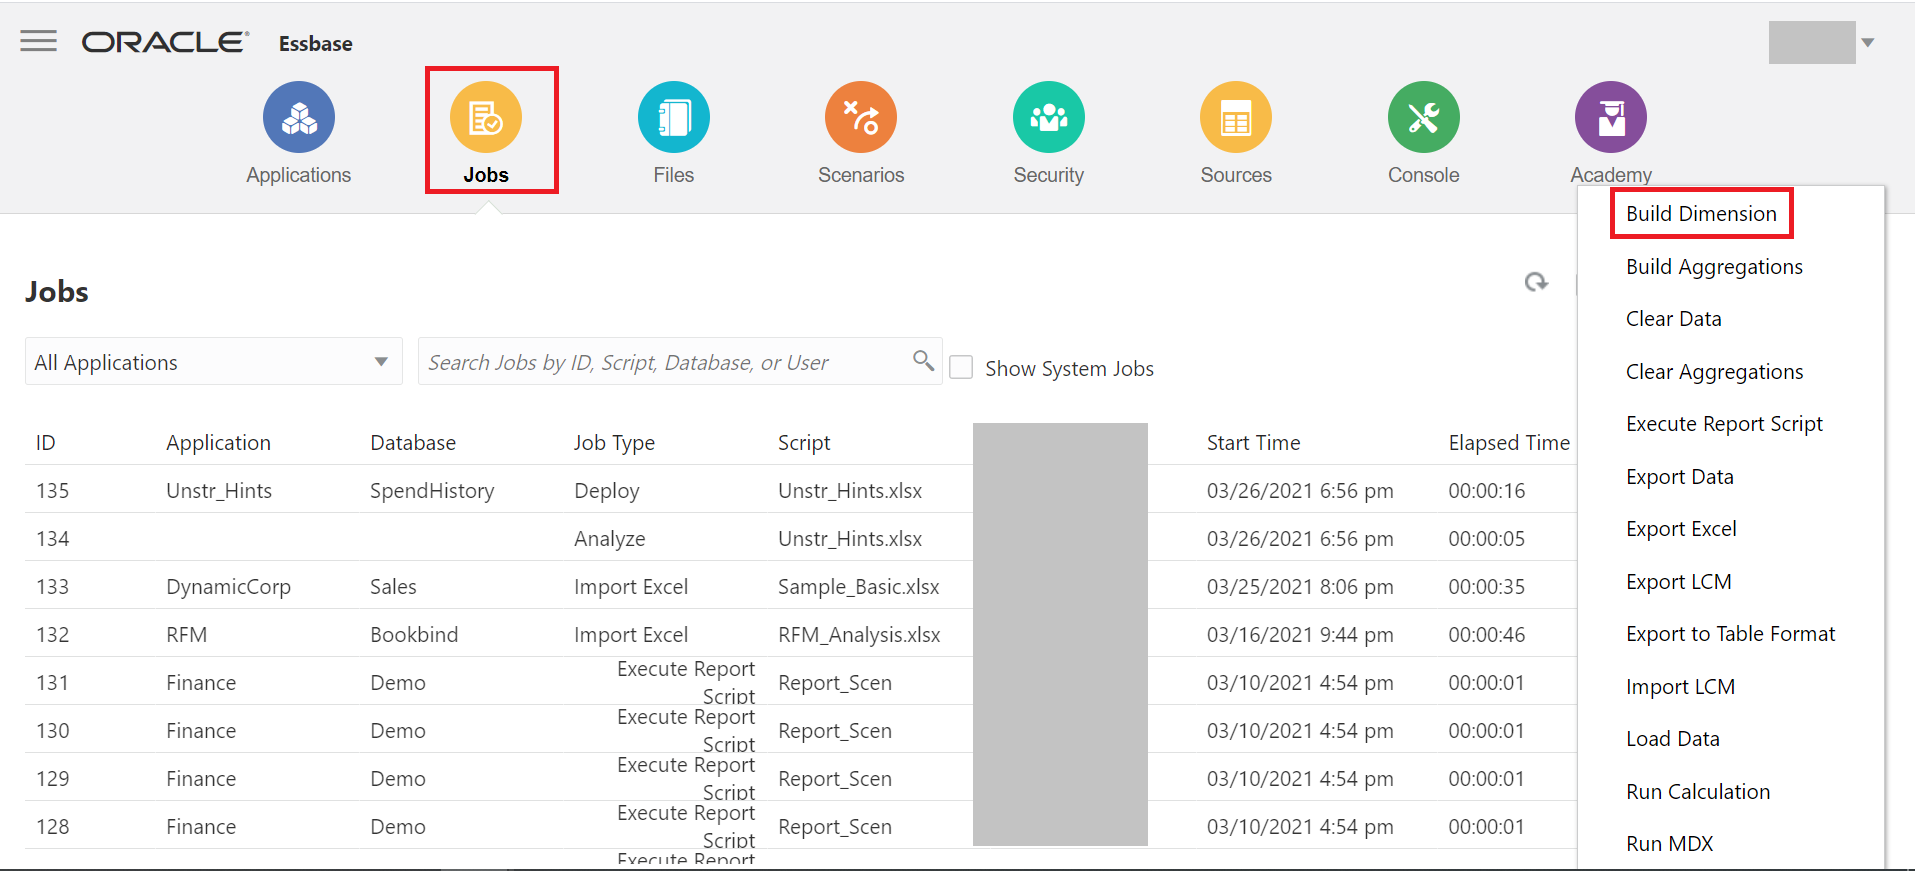 ORACLE® Essbase
Applications
Jobs
Files
Scenarios
Security
Sources
Console
Academy
Jobs
All Applications
Search Jobs by ID, Script, Database, or User
Show System Jobs
ID Application Database Job Type Script Start Time Elapsed Time
135 Unstr_Hints SpendHistory Deploy Unstr_Hints.xlsx 03/26/2021 6:56 pm 00:00:16
134 Analyze Unstr_Hints.xlsx 03/26/2021 6:56 pm 00:00:05
133 DynamicCorp Sales Import Excel Sample_Basic.xlsx 03/25/2021 8:06 pm 00:00:35
132 RFM Bookbind Import Excel RFM_Analysis.xlsx 03/16/2021 9:44 pm 00:00:46
131 Finance Demo Execute Report Script Report_Scen 03/10/2021 4:54 pm 00:00:01
130 Finance Demo Execute Report Script Report_Scen 03/10/2021 4:54 pm 00:00:01
129 Finance Demo Execute Report Script Report_Scen 03/10/2021 4:54 pm 00:00:01
128 Finance Demo Execute Report Script Report_Scen 03/10/2021 4:54 pm 00:00:01
Execute Report
Build Dimension
Build Aggregations
Clear Data
Clear Aggregations
Execute Report Script
Export Data
Export Excel
Export LCM
Export to Table Format
Import LCM
Load Data
Run Calculation
Run MDX